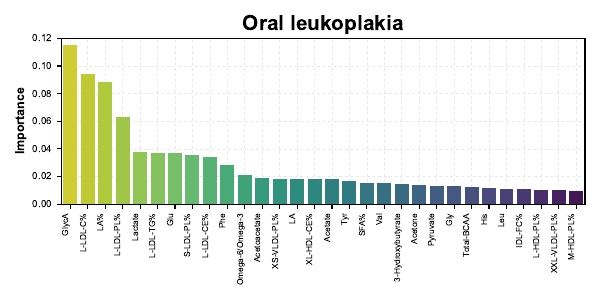 Oral leukoplakia
Importance
0.12
0.10
0.08
0.06
0.04
0.02
0.00
GlycA
L-LDL-C%
LA%
L-LDL-PL%
Lactate
L-LDL-TG%
Glu
S-LDL-PL%
L-LDL-CE%
Phe
Omega-6/Omega-3
Acetoacetate
XS-VLDL-PL%
LA
XL-HDL-CE%
Acetate
Tyr
SFA%
Val
3-Hydroxybutyrate
Acetone
Pyruvate
Gly
Total-BCAA
His
Leu
IDL-FC%
L-HDL-PL%
XXL-VLDL-PL%
M-HDL-PL%